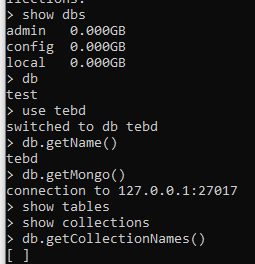 > show dbs
admin   0.000GB
config  0.000GB
local   0.000GB
> db
test
> use tebd
switched to db tebd
> db.getName()
tebd
> db.getMongo()
connection to 127.0.0.1:27017
> show tables
> show collections
> db.getCollectionNames()
[ ]